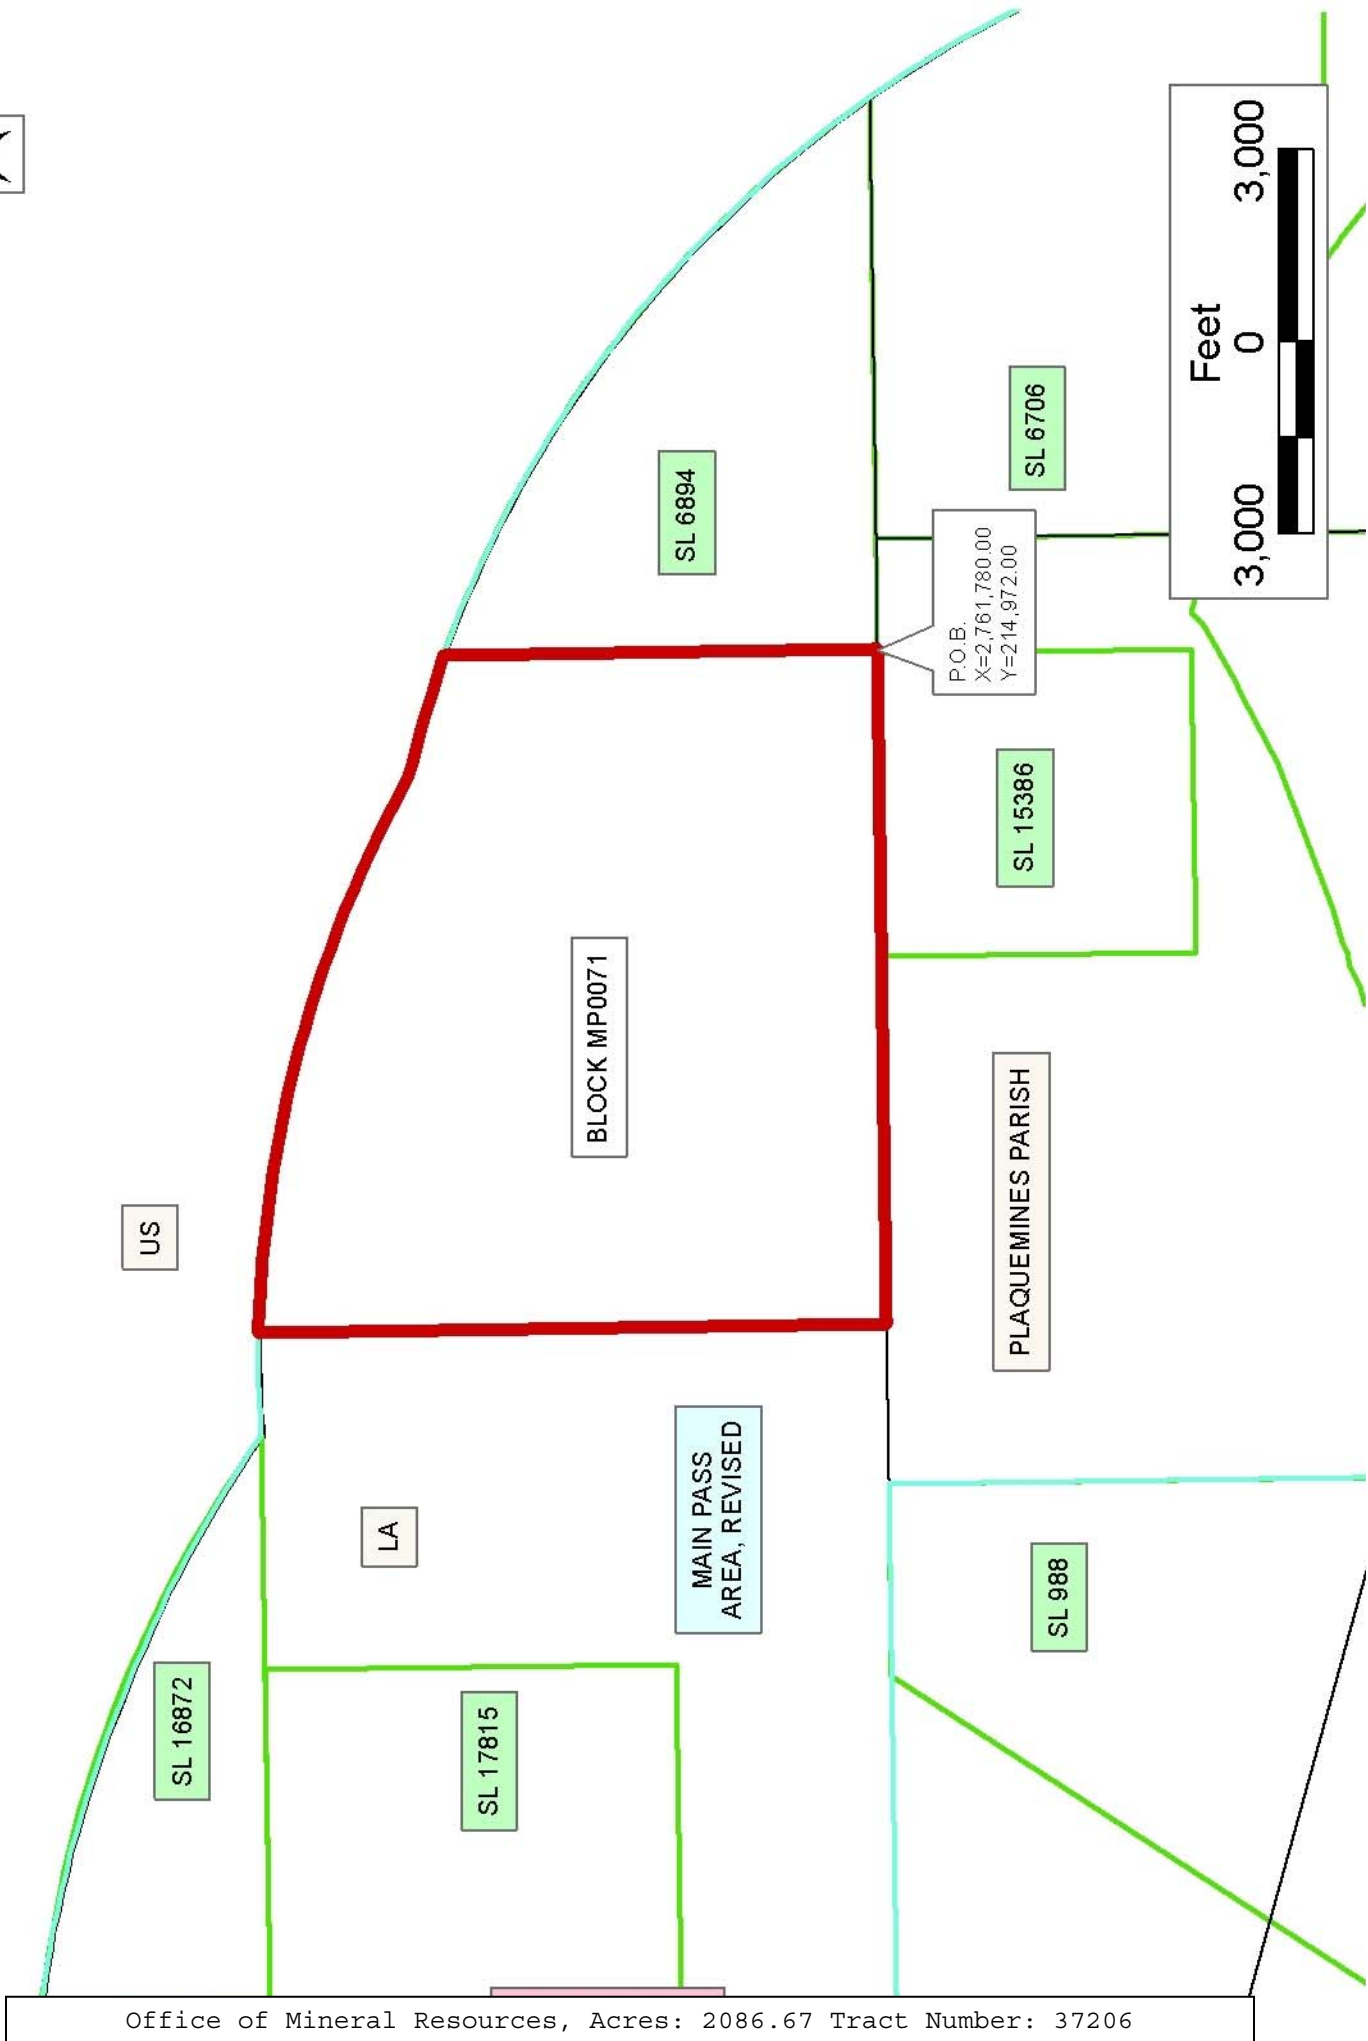 US
SL 6894
SL 6706
Feet
3,000 0 3,000
P.O.B.
X=2,761,780.00
Y=214,972.00
SL 15386
BLOCK MP0071
PLAQUEMINES PARISH
LA
MAIN PASS
AREA, REVISED
SL 988
SL 16872
SL 17815
Office of Mineral Resources, Acres: 2086.67 Tract Number: 37206